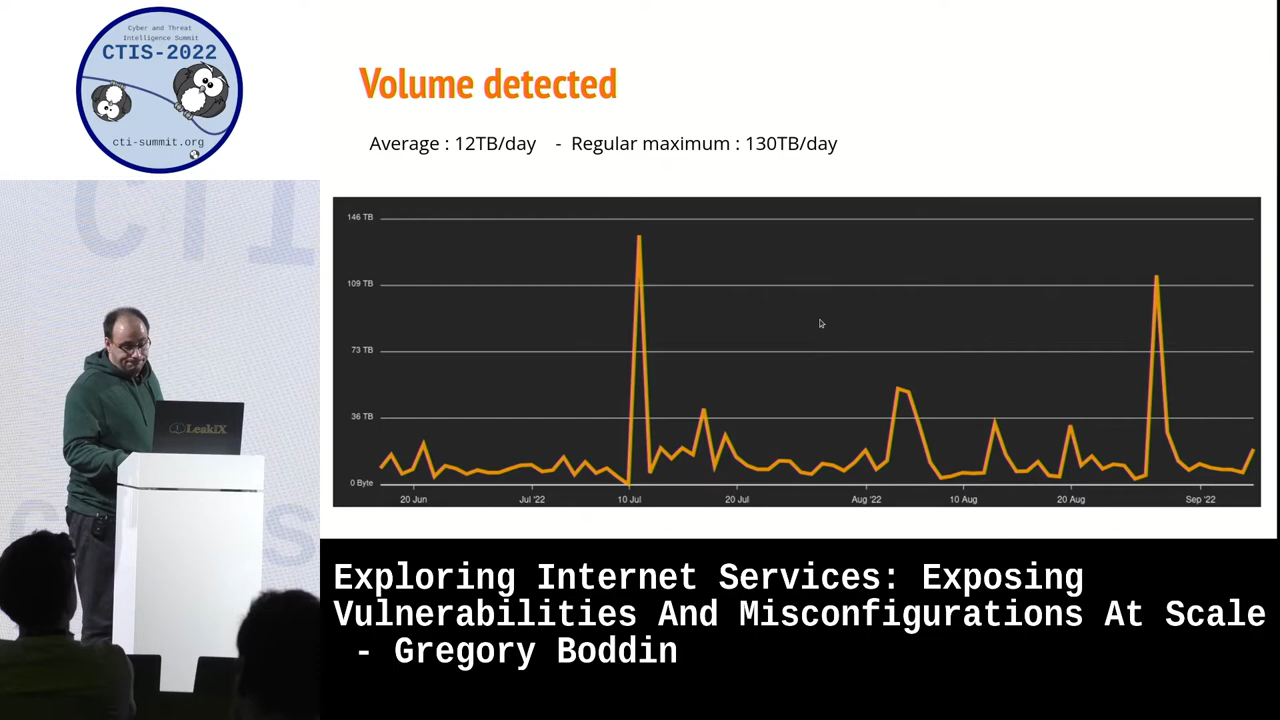 Cyber and Threat
Intelligence Summit
CTIS-2022
cti-summit.org
Volume detected
Average : 12TB/day - Regular maximum : 130TB/day
146 TB
109 TB
73 TB
36 TB
0 Byte
20 Jun
Jul '22
10 Jul
20 Jul
Aug '22
10 Aug
20 Aug
Sep '22
CTI
LeakIX
Exploring Internet Services: Exposing
Vulnerabilities And Misconfigurations At Scale
- Gregory Boddin